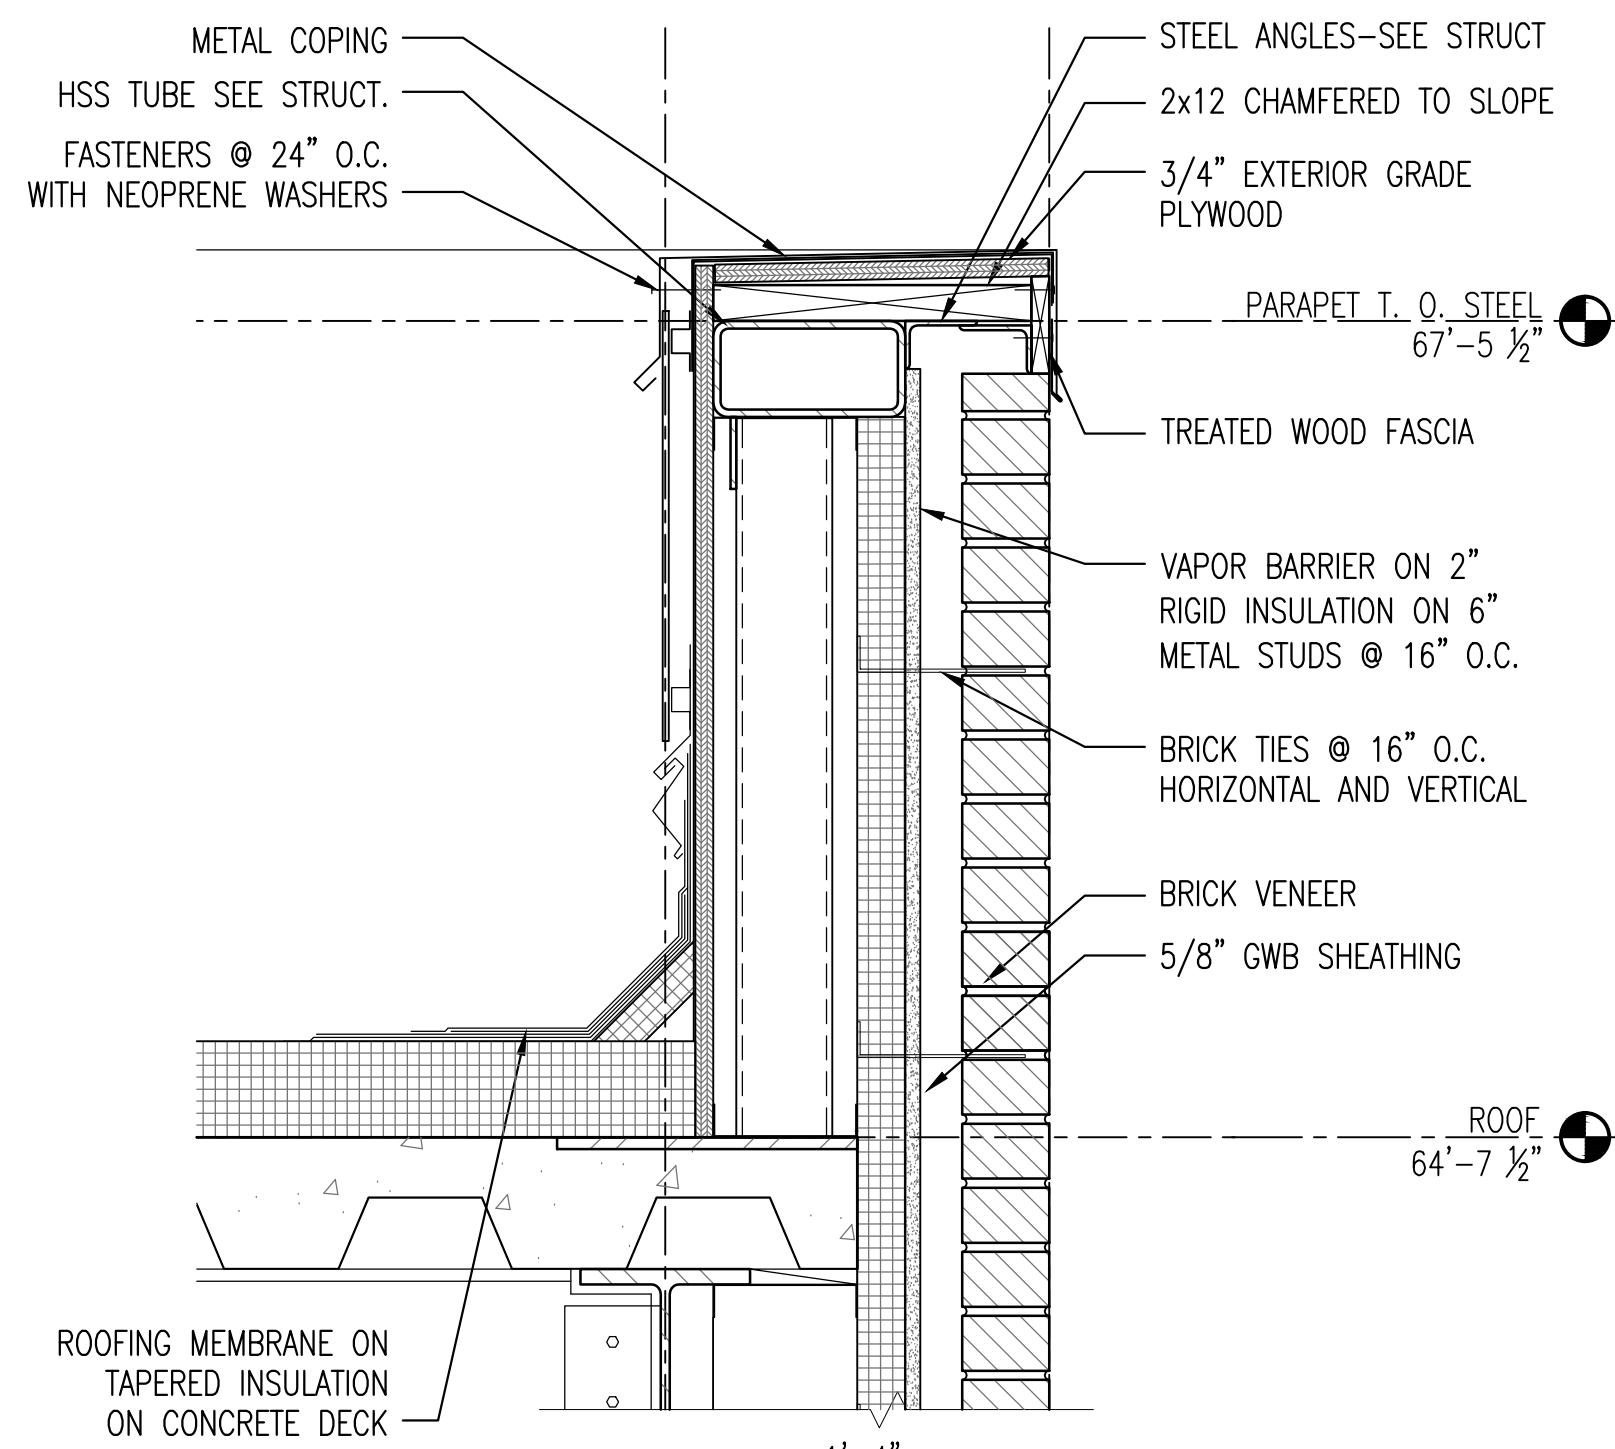 METAL COPING
HSS TUBE SEE STRUCT.
FASTENERS @ 24” O.C.
WITH NEOPRENE WASHERS
STEEL ANGLES–SEE STRUCT
2x12 CHAMFERED TO SLOPE
3/4” EXTERIOR GRADE
PLYWOOD
PARAPET T. O. STEEL
67’–5 ½”
TREATED WOOD FASCIA
VAPOR BARRIER ON 2”
RIGID INSULATION ON 6”
METAL STUDS @ 16” O.C.
BRICK TIES @ 16” O.C.
HORIZONTAL AND VERTICAL
BRICK VENEER
5/8” GWB SHEATHING
ROOF
64’–7 ½”
ROOFING MEMBRANE ON
TAPERED INSULATION
ON CONCRETE DECK